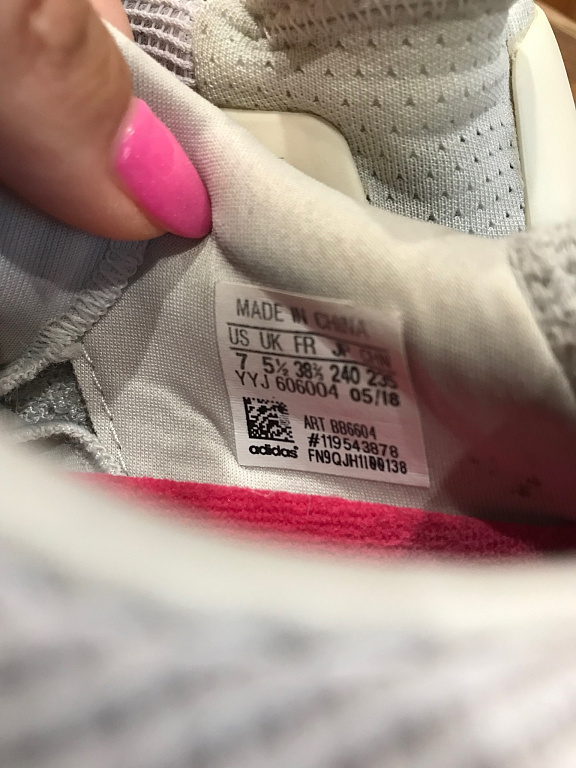 MADE IN CHINA
US UK FR JP CHN
7 5½ 38⅔ 240 235
YYJ 606004 05/18
ART BB6604
#119543878
adidas
FN9QJH1I00138